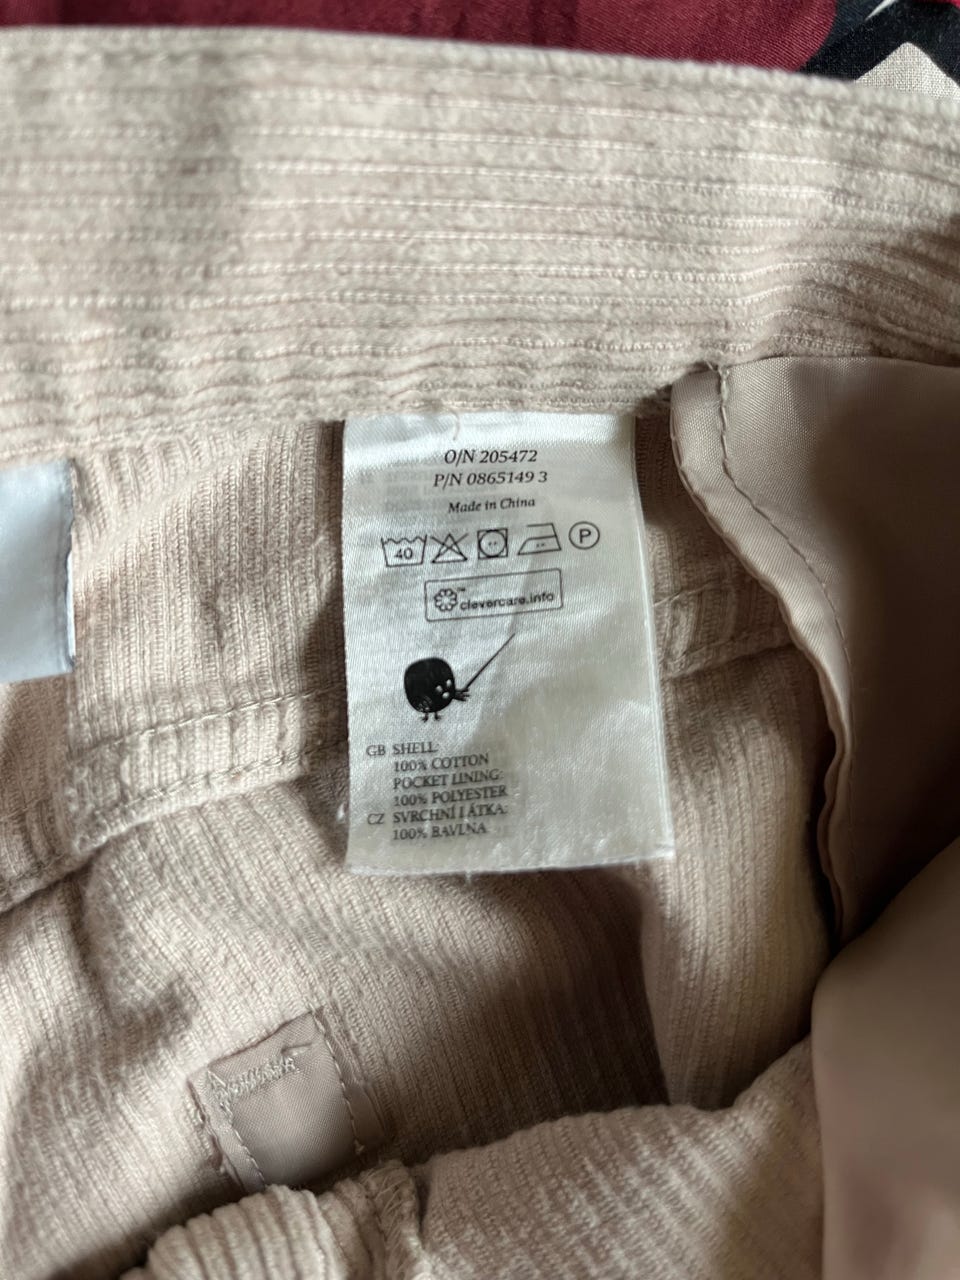 O/N 205472
P/N 0865149 3
Made in China
40 P
™ clevercare.info
GB SHELL:
100% COTTON
POCKET LINING:
100% POLYESTER
CZ SVRCHNÍ LÁTKA:
100% BAVLNA